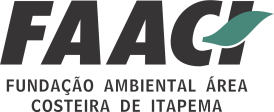 FAACI
FUNDAÇÃO AMBIENTAL ÁREA
COSTEIRA DE ITAPEMA